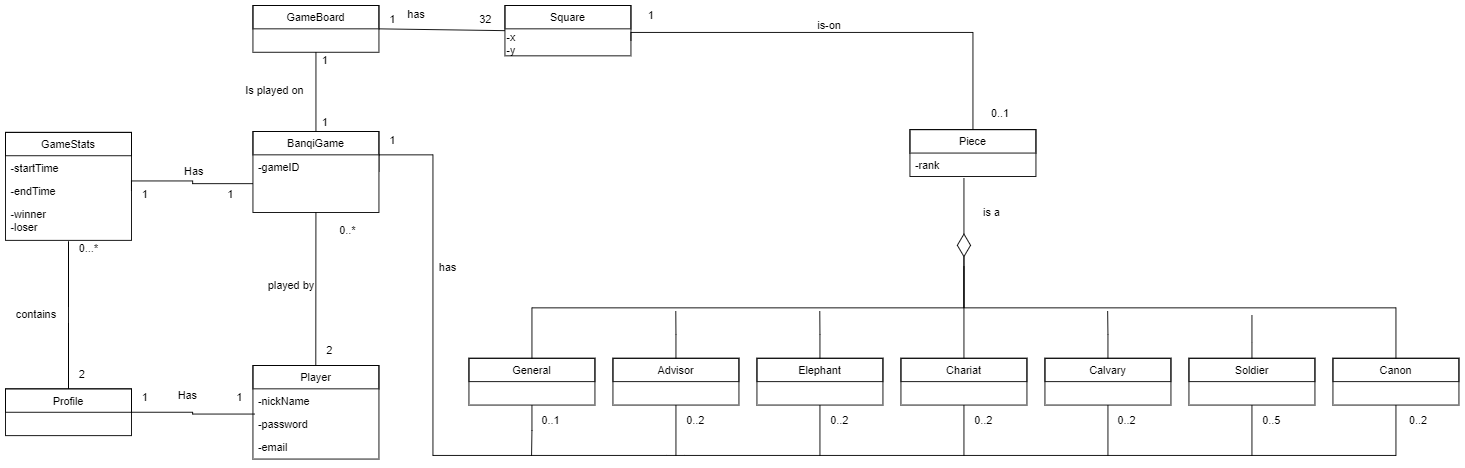 GameBoard
1
has
32
Square
-x
-y
1
is-on
0..1
Piece
-rank
is a
1
Is played on
1
BanqiGame
-gameID
1
GameStats
-startTime
-endTime
-winner
-loser
Has
1
1
0..*
played by
2
has
0...*
contains
2
Profile
1
Has
1
Player
-nickName
-password
-email
General
Advisor
Elephant
Chariat
Calvary
Soldier
Canon
0..1
0..2
0..2
0..2
0..2
0..5
0..2